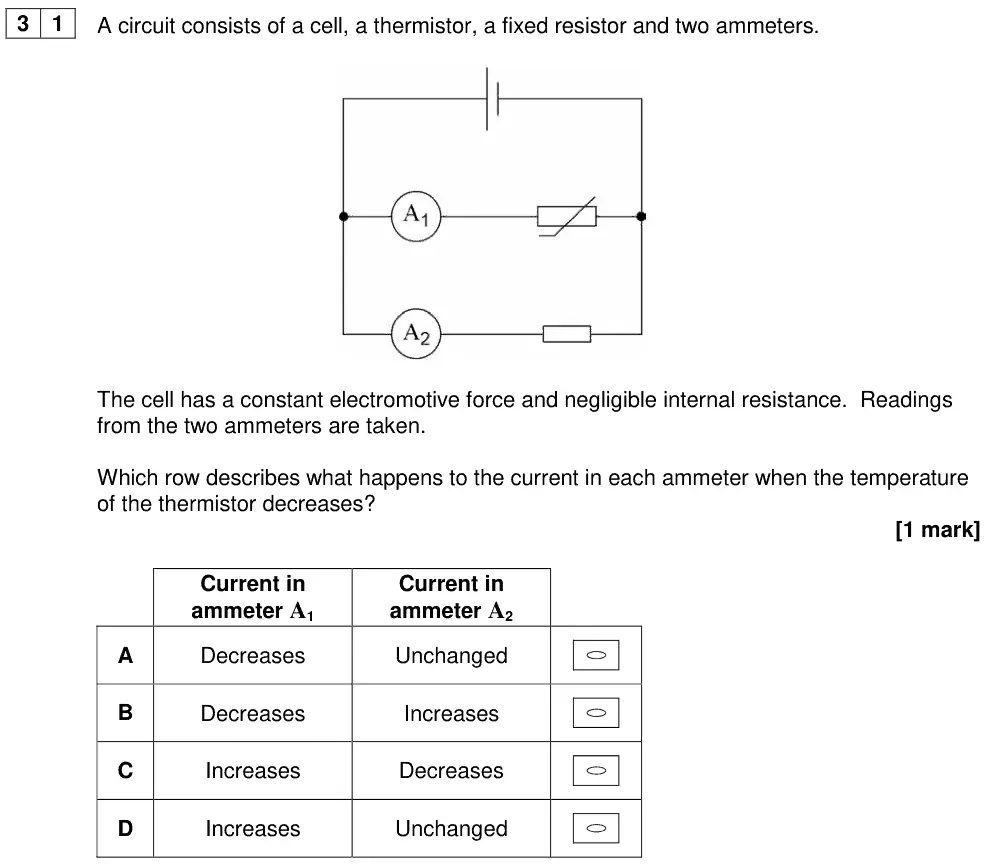 3 1 A circuit consists of a cell, a thermistor, a fixed resistor and two ammeters.
A1
A2
The cell has a constant electromotive force and negligible internal resistance. Readings
from the two ammeters are taken.
Which row describes what happens to the current in each ammeter when the temperature
of the thermistor decreases?
[1 mark]
Current in ammeter A1 Current in ammeter A2
A Decreases Unchanged
B Decreases Increases
C Increases Decreases
D Increases Unchanged